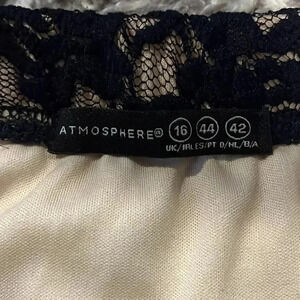 ATMOSPHERE® 16 44 42
UK/IRL ES/PT D/NL/B/A